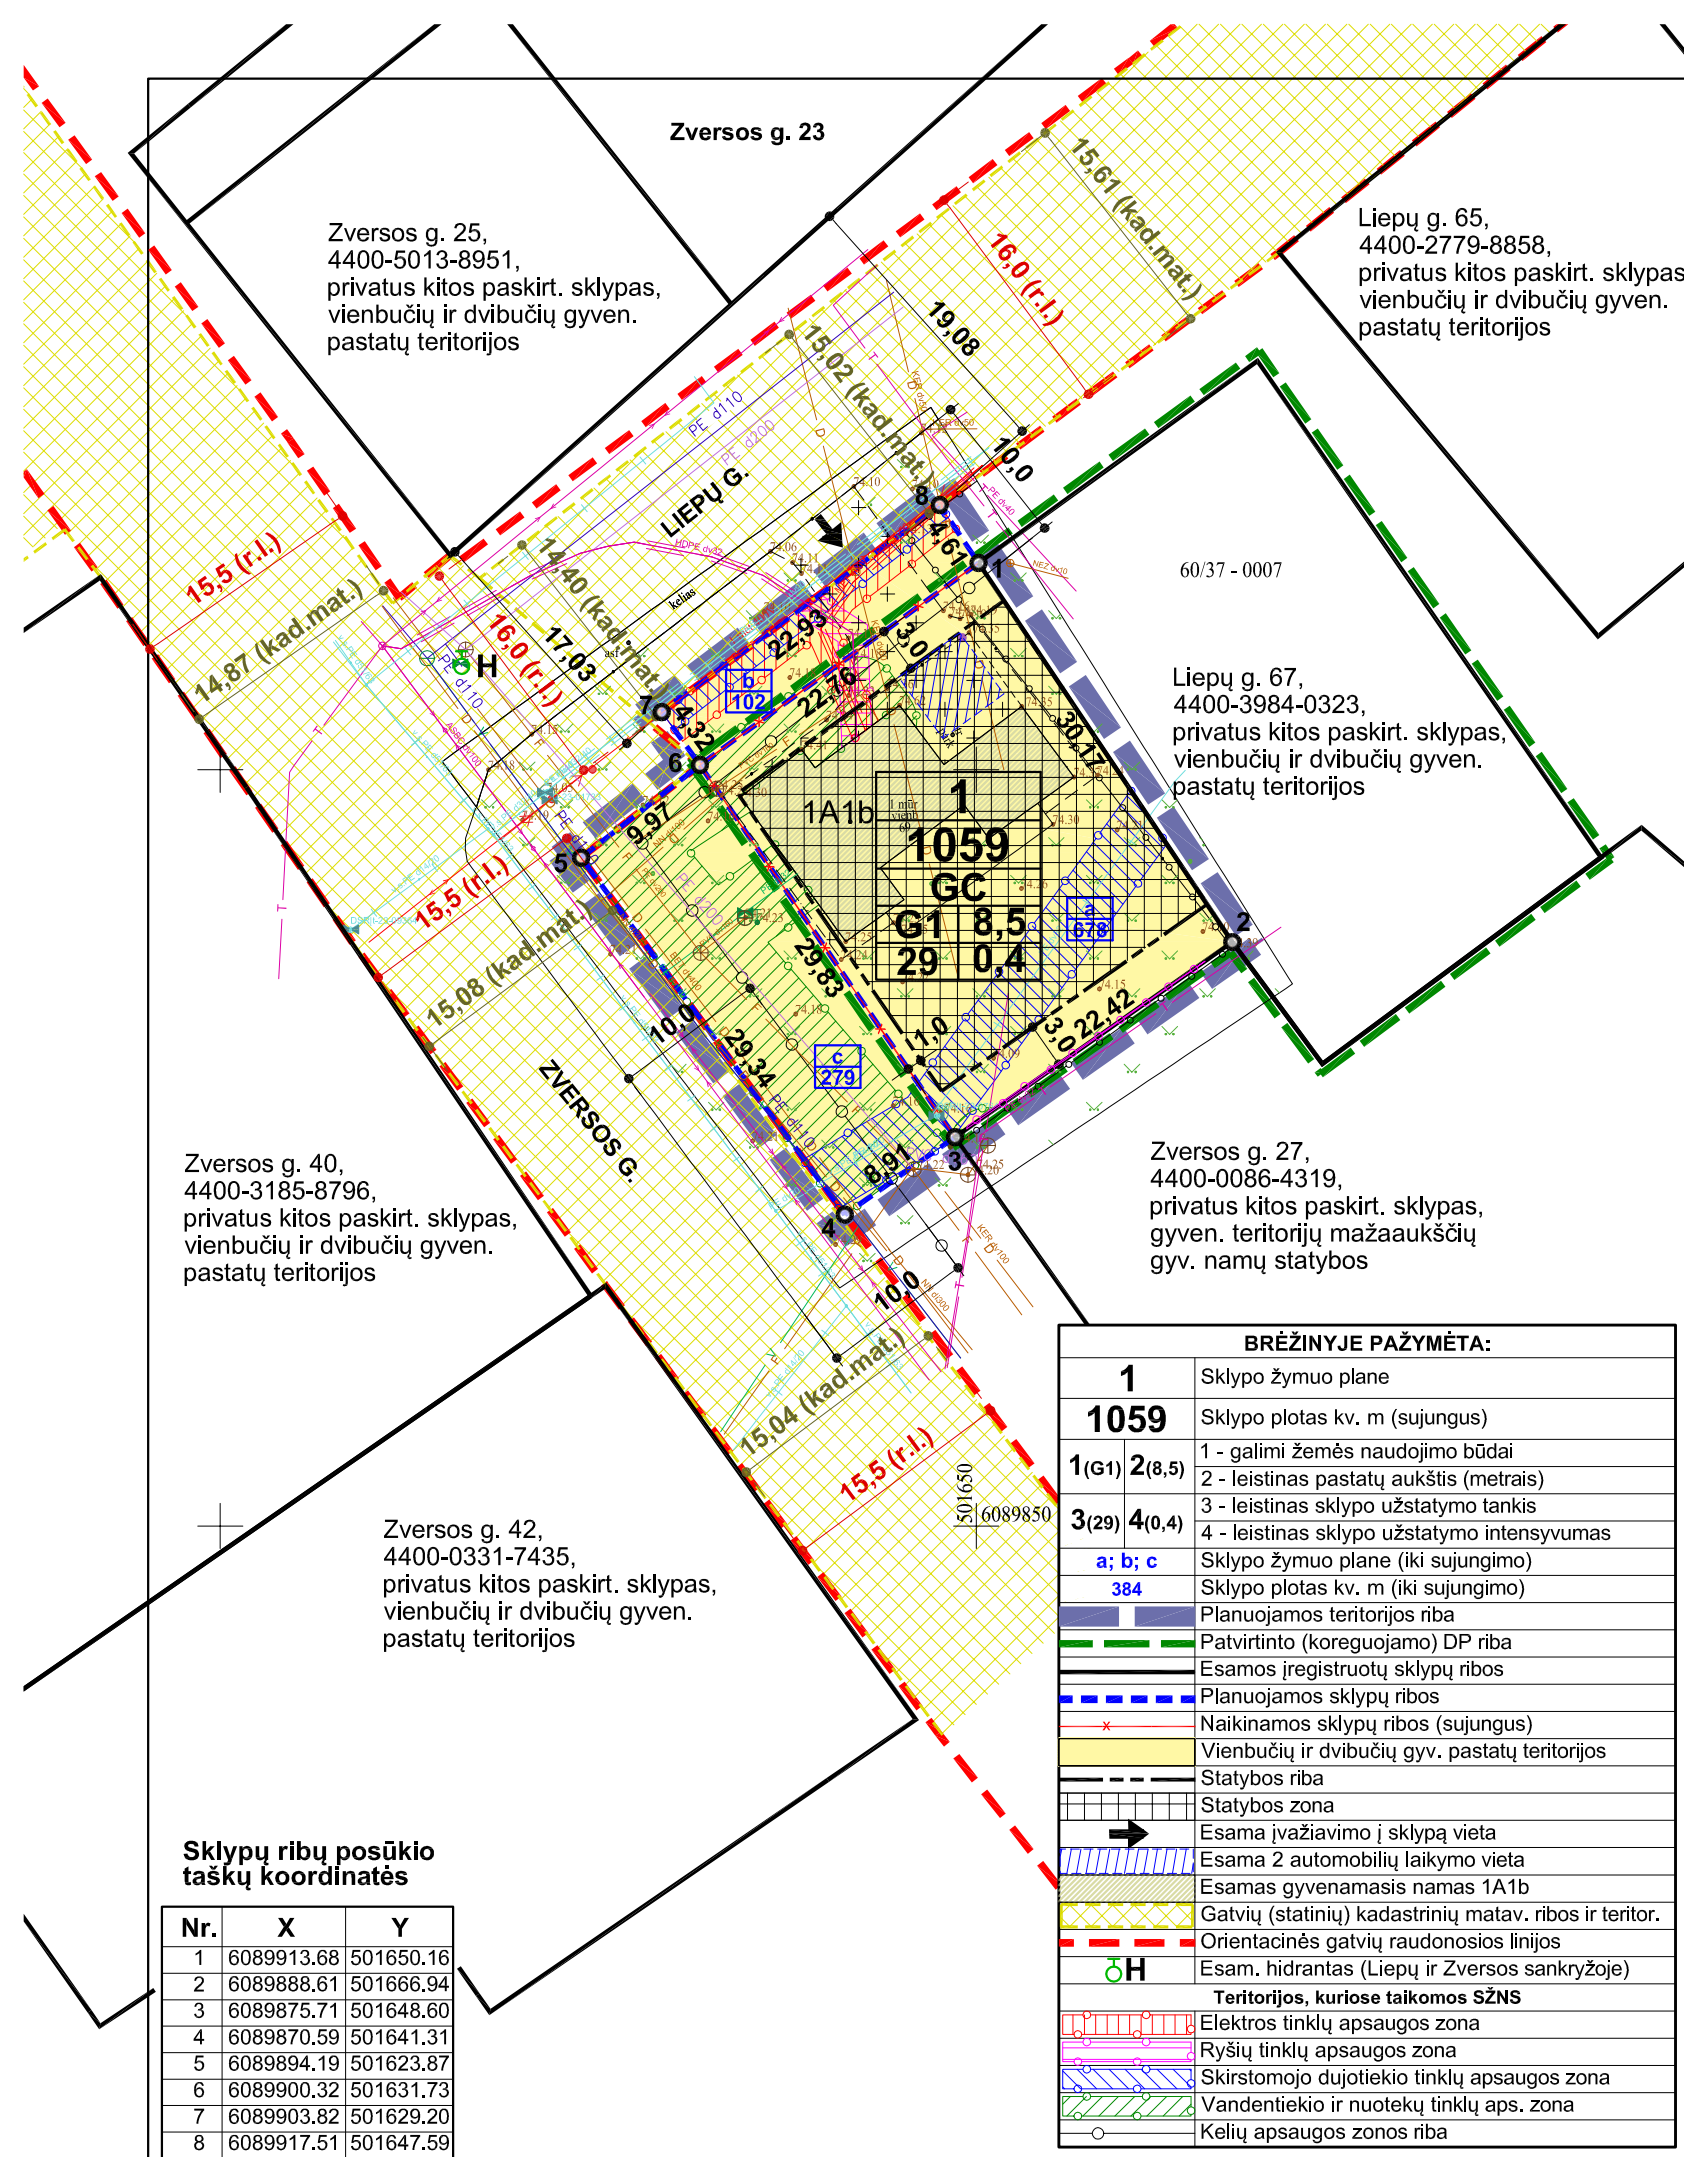 Zversos g. 23
Zversos g. 25,
4400-5013-8951,
privatus kitos paskirt. sklypas,
vienbučių ir dvibučių gyven.
pastatų teritorijos
Liepų g. 65,
4400-2779-8858,
privatus kitos paskirt. sklypas
vienbučių ir dvibučių gyven.
pastatų teritorijos
15,61 (kad.mat.)
16,0 (r.l.)
19,08
15,02 (kad.mat.)
10,0
PE d110
PE d200
LIEPŲ G.
kelias
HDPE dv32
14,40 (kad.mat.)
15,5 (r.l.)
14,87 (kad.mat.)
16,0 (r.l.)
17,03
H
PE d110
8
4,61
1
22,93
b
102
22,76
3,0
7
4,32
6
9,97
5
60/37 - 0007
Liepų g. 67,
4400-3984-0323,
privatus kitos paskirt. sklypas,
vienbučių ir dvibučių gyven.
pastatų teritorijos
30,17
1A1b
1
1059
GC
G1 8,5
29 0,4
a
678
2
15,5 (r.l.)
15,08 (kad.mat.)
10,0
29,34
29,83
1,0
3,0
22,42
c
279
ZVERSOS G.
PE d110
8,91
3
4
10,0
15,04 (kad.mat.)
15,5 (r.l.)
501650
6089850
Zversos g. 40,
4400-3185-8796,
privatus kitos paskirt. sklypas,
vienbučių ir dvibučių gyven.
pastatų teritorijos
Zversos g. 27,
4400-0086-4319,
privatus kitos paskirt. sklypas,
gyven. teritorijų mažaaukščių
gyv. namų statybos
Zversos g. 42,
4400-0331-7435,
privatus kitos paskirt. sklypas,
vienbučių ir dvibučių gyven.
pastatų teritorijos
BRĖŽINYJE PAŽYMĖTA:
1 Sklypo žymuo plane
1059 Sklypo plotas kv. m (sujungus)
1(G1) 2(8,5)
1 - galimi žemės naudojimo būdai
2 - leistinas pastatų aukštis (metrais)
3(29) 4(0,4)
3 - leistinas sklypo užstatymo tankis
4 - leistinas sklypo užstatymo intensyvumas
a; b; c Sklypo žymuo plane (iki sujungimo)
384 Sklypo plotas kv. m (iki sujungimo)
Planuojamos teritorijos riba
Patvirtinto (koreguojamo) DP riba
Esamos įregistruotų sklypų ribos
Planuojamos sklypų ribos
x Naikinamos sklypų ribos (sujungus)
Vienbučių ir dvibučių gyv. pastatų teritorijos
Statybos riba
Statybos zona
Esama įvažiavimo į sklypą vieta
Esama 2 automobilių laikymo vieta
Esamas gyvenamasis namas 1A1b
Gatvių (statinių) kadastrinių matav. ribos ir teritor.
Orientacinės gatvių raudonosios linijos
H Esam. hidrantas (Liepų ir Zversos sankryžoje)
Teritorijos, kuriose taikomos SŽNS
Elektros tinklų apsaugos zona
Ryšių tinklų apsaugos zona
Skirstomojo dujotiekio tinklų apsaugos zona
Vandentiekio ir nuotekų tinklų aps. zona
Kelių apsaugos zonos riba
Sklypų ribų posūkio
taškų koordinatės
Nr. X Y
1 6089913.68 501650.16
2 6089888.61 501666.94
3 6089875.71 501648.60
4 6089870.59 501641.31
5 6089894.19 501623.87
6 6089900.32 501631.73
7 6089903.82 501629.20
8 6089917.51 501647.59